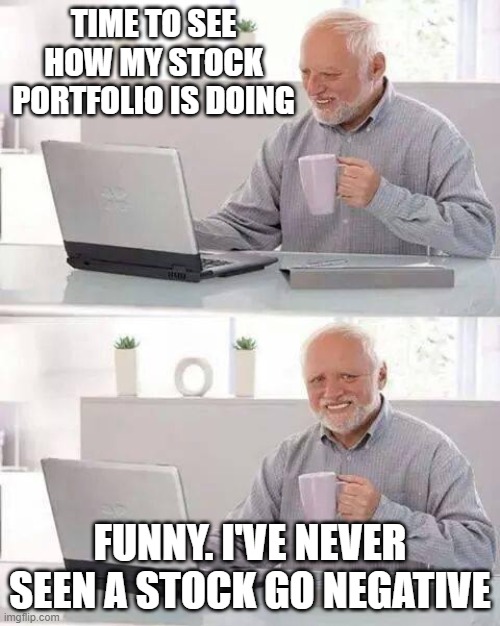 TIME TO SEE
HOW MY STOCK
PORTFOLIO IS DOING
FUNNY. I'VE NEVER
SEEN A STOCK GO NEGATIVE
imgflip.com